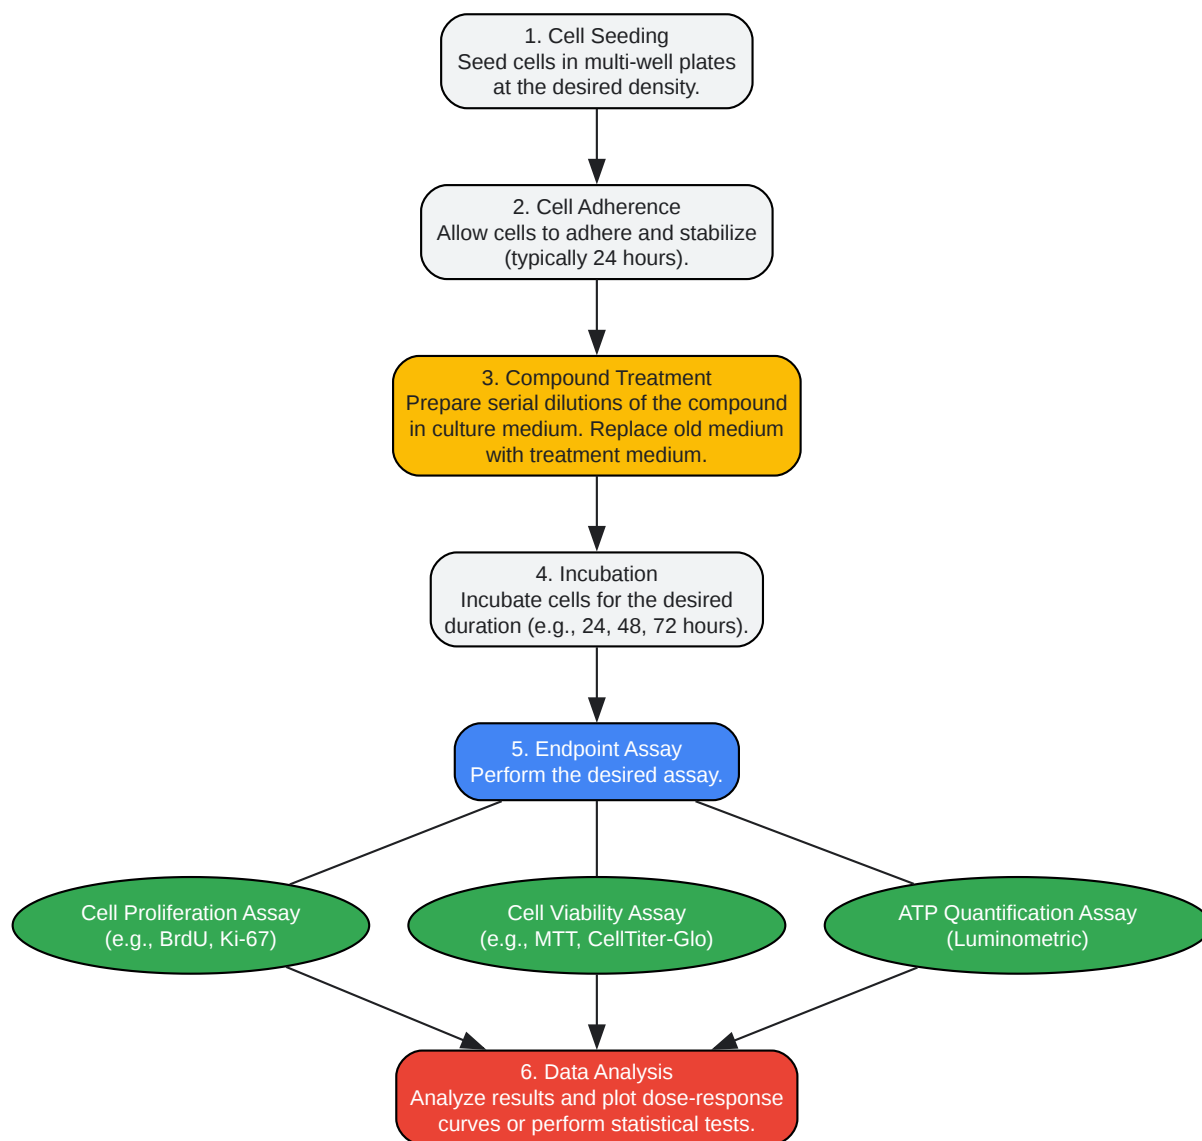 1. Cell Seeding
Seed cells in multi-well plates
at the desired density.
2. Cell Adherence
Allow cells to adhere and stabilize
(typically 24 hours).
3. Compound Treatment
Prepare serial dilutions of the compound
in culture medium. Replace old medium
with treatment medium.
4. Incubation
Incubate cells for the desired
duration (e.g., 24, 48, 72 hours).
5. Endpoint Assay
Perform the desired assay.
Cell Proliferation Assay
(e.g., BrdU, Ki-67)
Cell Viability Assay
(e.g., MTT, CellTiter-Glo)
ATP Quantification Assay
(Luminometric)
6. Data Analysis
Analyze results and plot dose-response
curves or perform statistical tests.